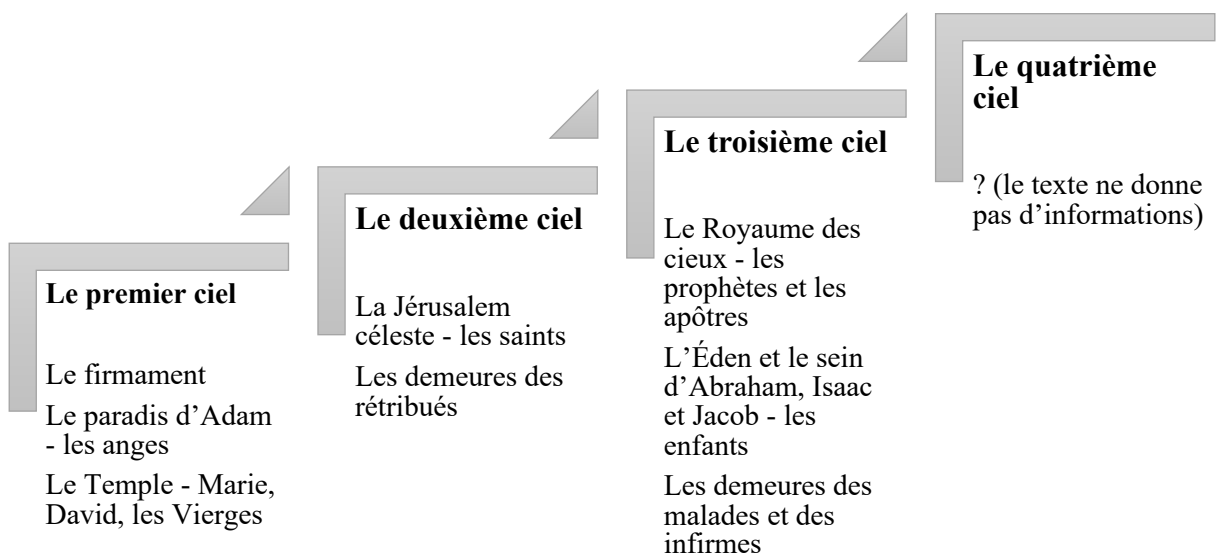 Le premier ciel
Le firmament
Le paradis d’Adam
- les anges
Le Temple - Marie,
David, les Vierges
Le deuxième ciel
La Jérusalem
céleste - les saints
Les demeures des
rétribués
Le troisième ciel
Le Royaume des
cieux - les
prophètes et les
apôtres
L’Éden et le sein
d’Abraham, Isaac
et Jacob - les
enfants
Les demeures des
malades et des
infirmes
Le quatrième
ciel
? (le texte ne donne
pas d’informations)